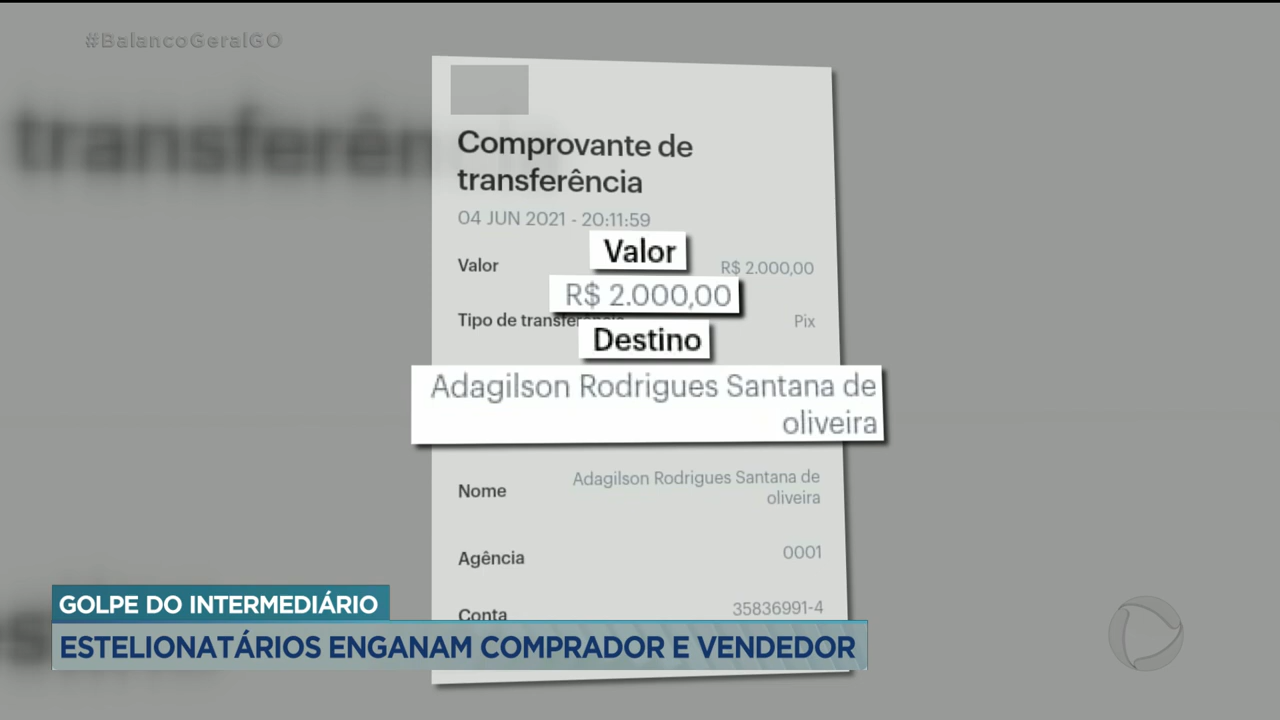 #BalancoGeralGO
transferência
Comprovante de
transferência
04 JUN 2021 - 20:11:59
Valor
Valor
R$ 2.000,00
R$ 2.000,00
Tipo de transferência
Pix
Destino
Adagilson Rodrigues Santana de
oliveira
Nome
Adagilson Rodrigues Santana de
oliveira
Agência
0001
Conta
35836991-4
GOLPE DO INTERMEDIÁRIO
ESTELIONATÁRIOS ENGANAM COMPRADOR E VENDEDOR